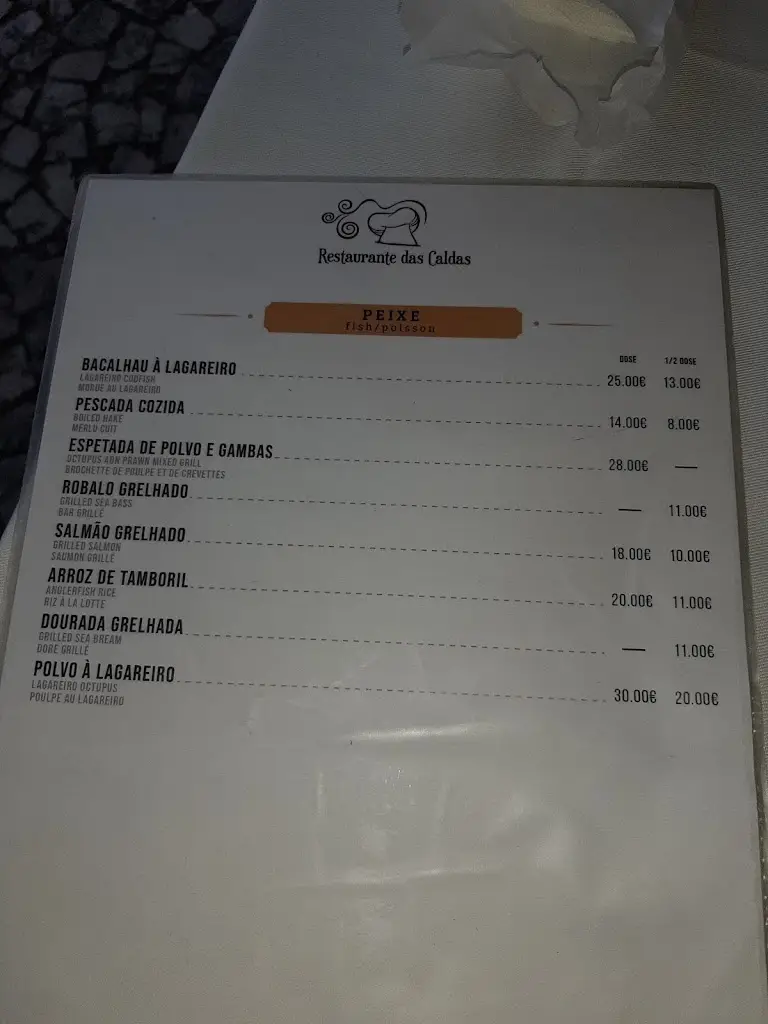 Restaurante das Caldas
PEIXE
fish/poisson
DOSE 1/2 DOSE
BACALHAU À LAGAREIRO 25.00€ 13.00€
LAGAREIRO CODFISH
MORUE AU LAGAREIRO
PESCADA COZIDA 14.00€ 8.00€
BOILED HAKE
MERLU CUIT
ESPETADA DE POLVO E GAMBAS 28.00€ —
OCTUPUS ADN PRAWN MIXED GRILL
BROCHETTE DE POULPE ET DE CREVETTES
ROBALO GRELHADO — 11.00€
GRILLED SEA BASS
BAR GRILLÉ
SALMÃO GRELHADO 18.00€ 10.00€
GRILLED SALMON
SAUMON GRILLÉ
ARROZ DE TAMBORIL 20.00€ 11.00€
ANGLERFISH RICE
RIZ À LA LOTTE
DOURADA GRELHADA — 11.00€
GRILLED SEA BREAM
DORÉ GRILLÉ
POLVO À LAGAREIRO 30.00€ 20.00€
LAGAREIRO OCTUPUS
POULPE AU LAGAREIRO